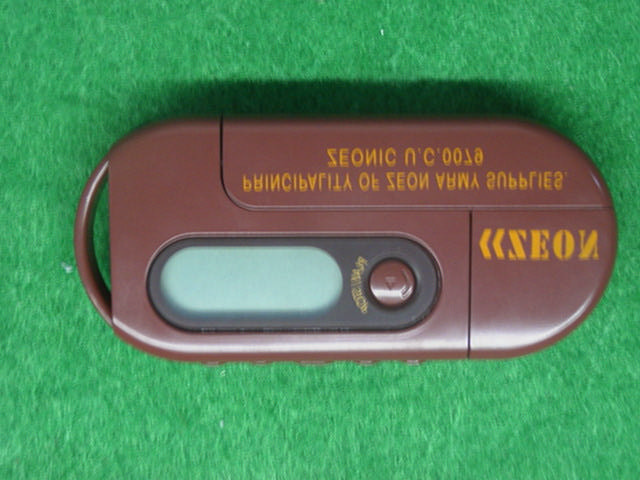 «ZEON
PRINCIPALITY OF ZEON ARMY SUPPLIES.
ZEONIC U.C.0079